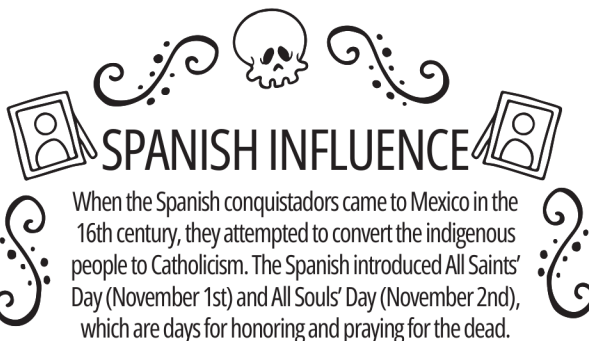 SPANISH INFLUENCE
When the Spanish conquistadors came to Mexico in the
16th century, they attempted to convert the indigenous
people to Catholicism. The Spanish introduced All Saints’
Day (November 1st) and All Souls’ Day (November 2nd),
which are days for honoring and praying for the dead.